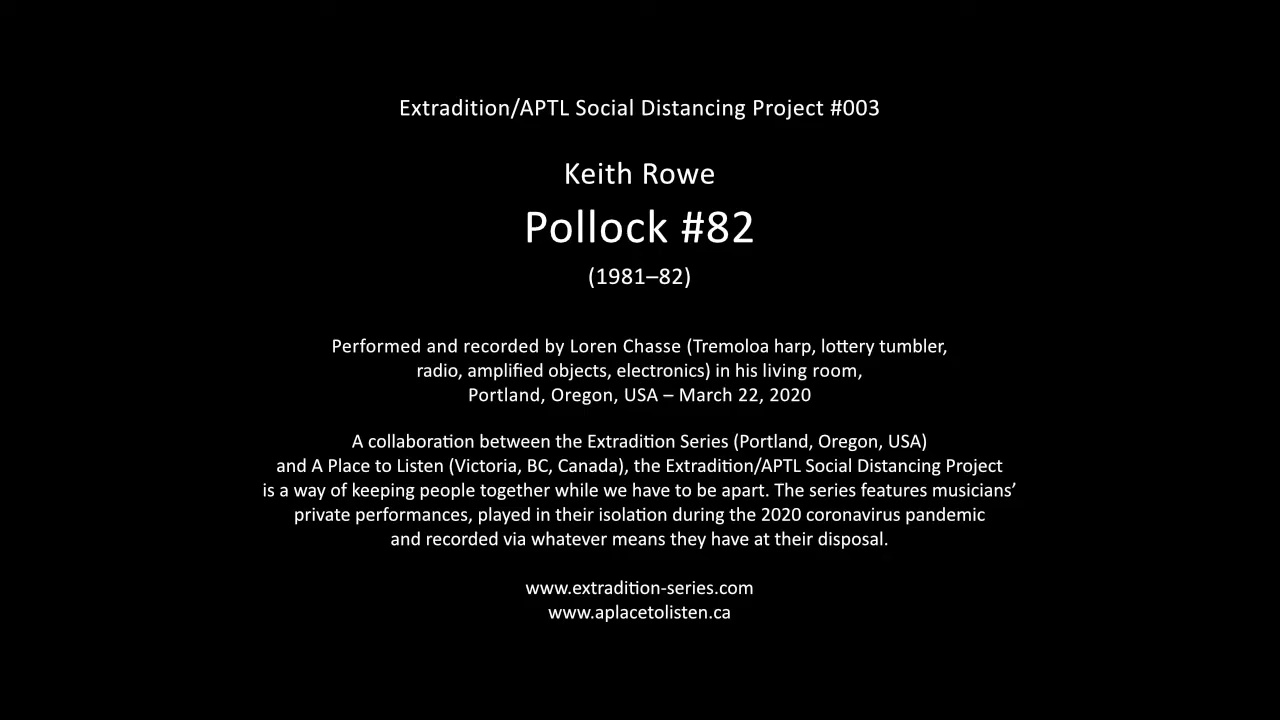 Extradition/APTL Social Distancing Project #003
Keith Rowe
Pollock #82
(1981–82)
Performed and recorded by Loren Chasse (Tremoloa harp, lottery tumbler,
radio, amplified objects, electronics) in his living room,
Portland, Oregon, USA – March 22, 2020
A collaboration between the Extradition Series (Portland, Oregon, USA)
and A Place to Listen (Victoria, BC, Canada), the Extradition/APTL Social Distancing Project
is a way of keeping people together while we have to be apart. The series features musicians’
private performances, played in their isolation during the 2020 coronavirus pandemic
and recorded via whatever means they have at their disposal.
www.extradition-series.com
www.aplacetolisten.ca